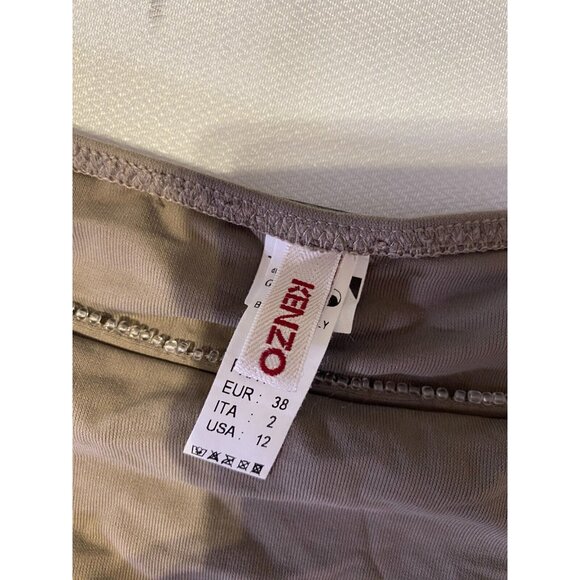 KENZO
EUR : 38
ITA : 2
USA : 12